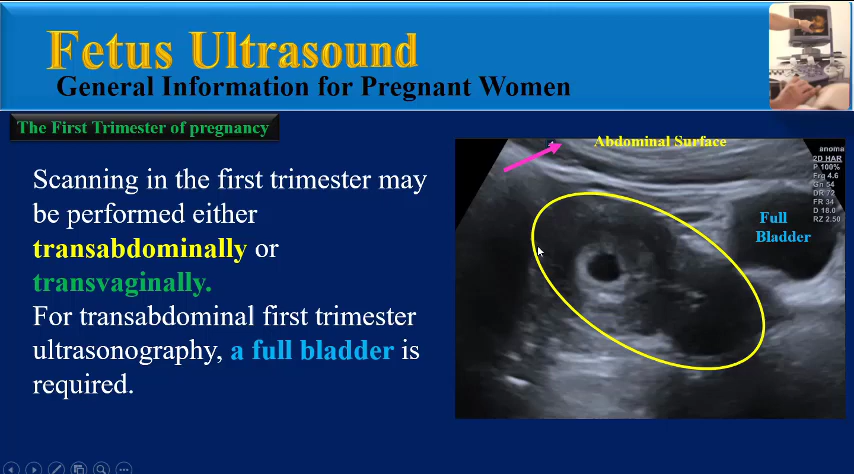 Fetus Ultrasound
General Information for Pregnant Women
The First Trimester of pregnancy
Scanning in the first trimester may
be performed either
transabdominally or
transvaginally.
For transabdominal first trimester
ultrasonography, a full bladder is
required.
Abdominal Surface
Full
Bladder
anoma
2D HAR
P 100%
Frq 4.6
Gn 54
DR 72
FR 34
D 18.0
RZ 2.50